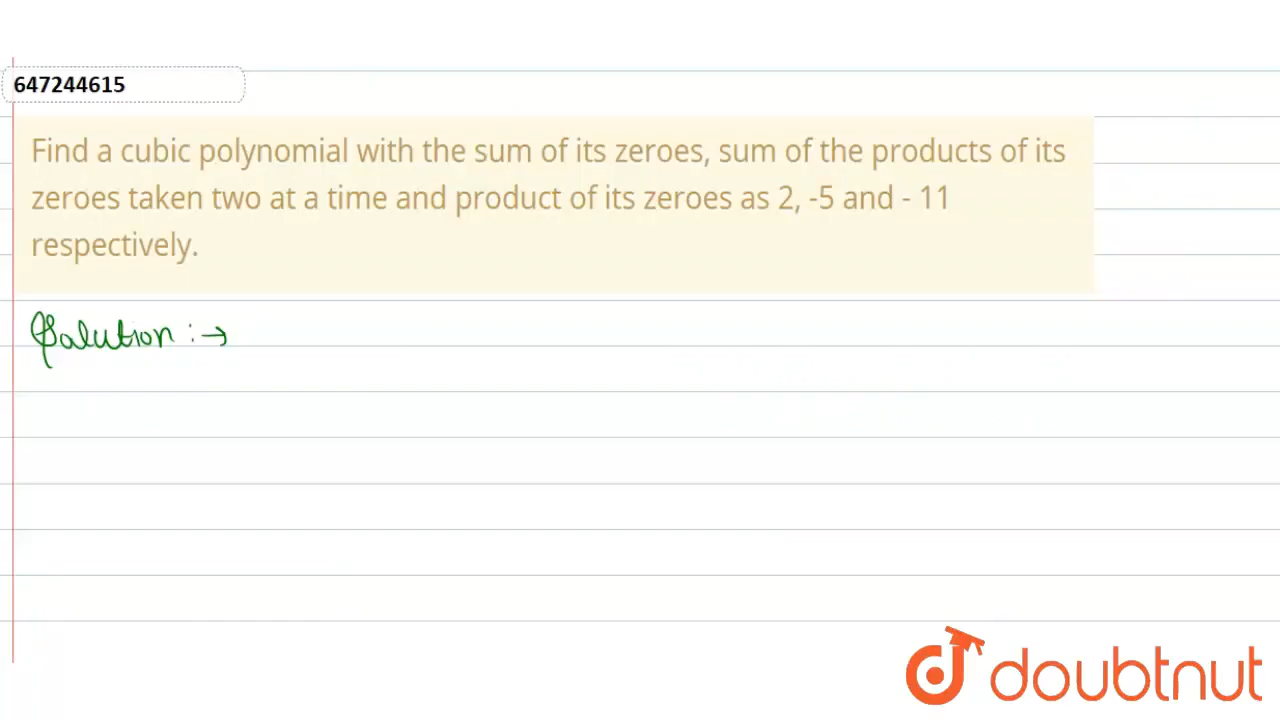 647244615
Find a cubic polynomial with the sum of its zeroes, sum of the products of its
zeroes taken two at a time and product of its zeroes as 2, -5 and - 11
respectively.
Solution :→
doubtnut